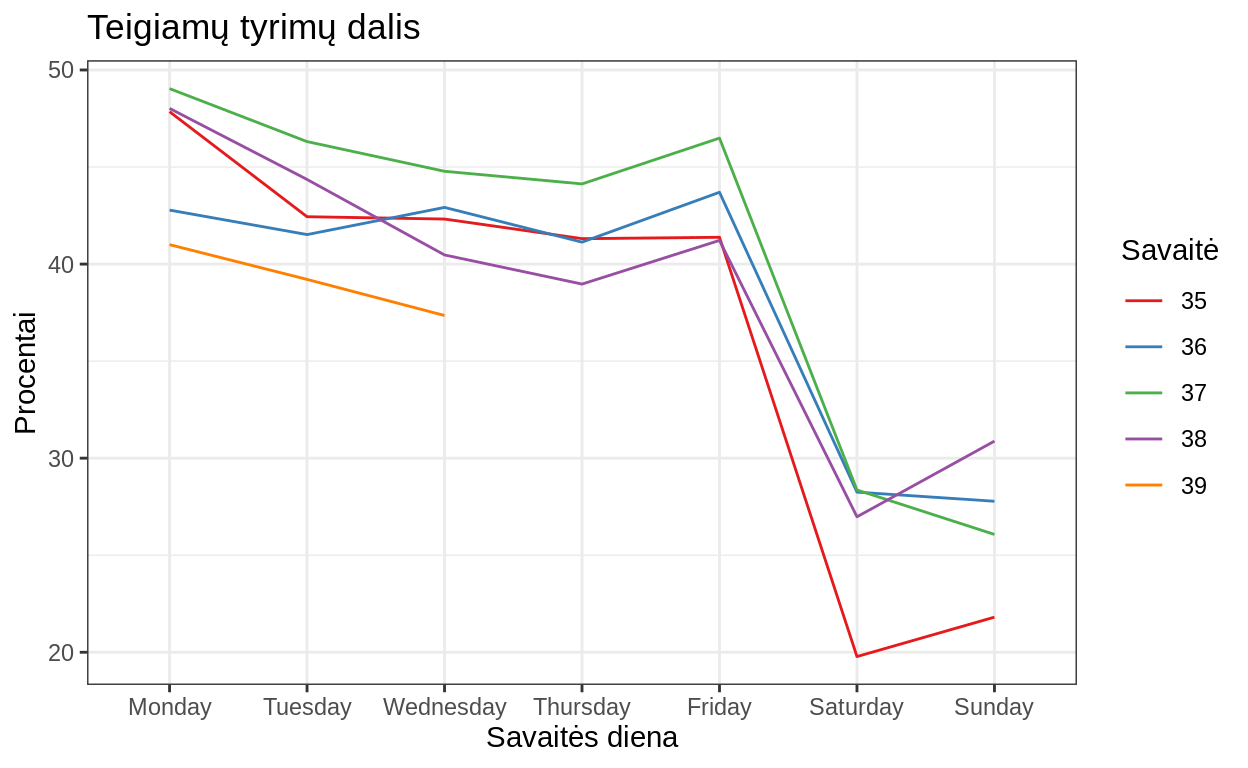 Teigiamų tyrimų dalis
Procentai
50
40
30
20
Monday Tuesday Wednesday Thursday Friday Saturday Sunday
Savaitės diena
Savaitė
35
36
37
38
39